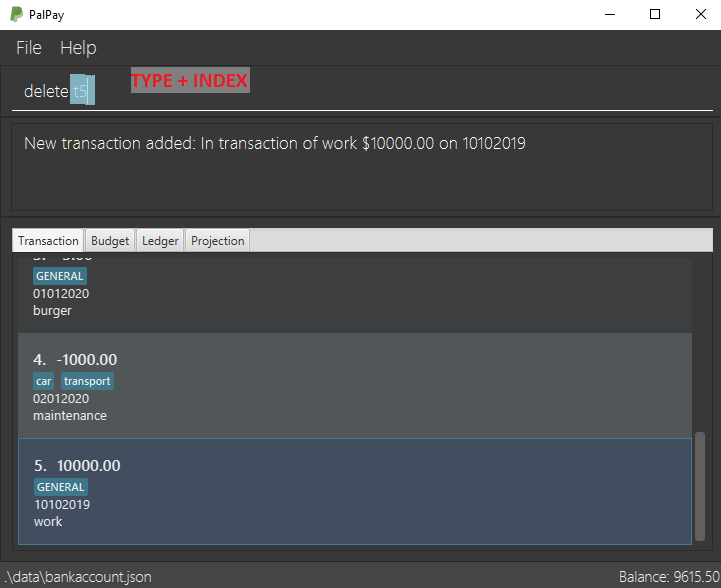 PalPay
File Help
delete t5
TYPE + INDEX
New transaction added: In transaction of work $10000.00 on 10102019
Transaction Budget Ledger Projection
GENERAL
01012020
burger
4. -1000.00
car transport
02012020
maintenance
5. 10000.00
GENERAL
10102019
work
.\data\bankaccount.json
Balance: 9615.50